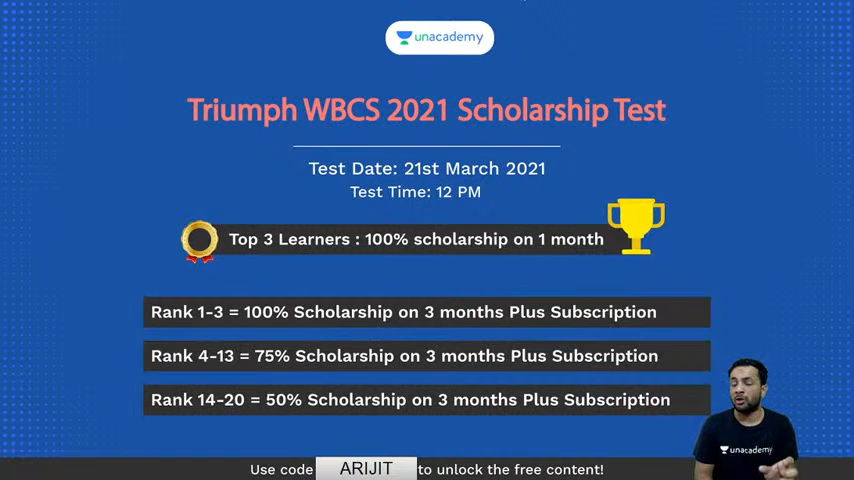 unacademy
Triumph WBCS 2021 Scholarship Test
Test Date: 21st March 2021
Test Time: 12 PM
Top 3 Learners : 100% scholarship on 1 month
Rank 1-3 = 100% Scholarship on 3 months Plus Subscription
Rank 4-13 = 75% Scholarship on 3 months Plus Subscription
Rank 14-20 = 50% Scholarship on 3 months Plus Subscription
unacademy
Use code ARIJIT to unlock the free content!